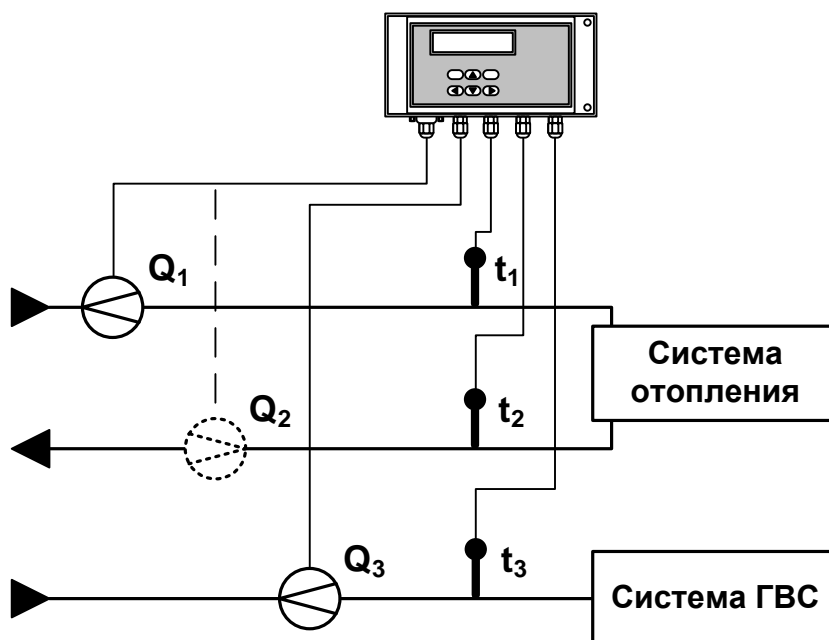 Q₁
t₁
Система
отопления
Q₂
t₂
Q₃
t₃
Система ГВС